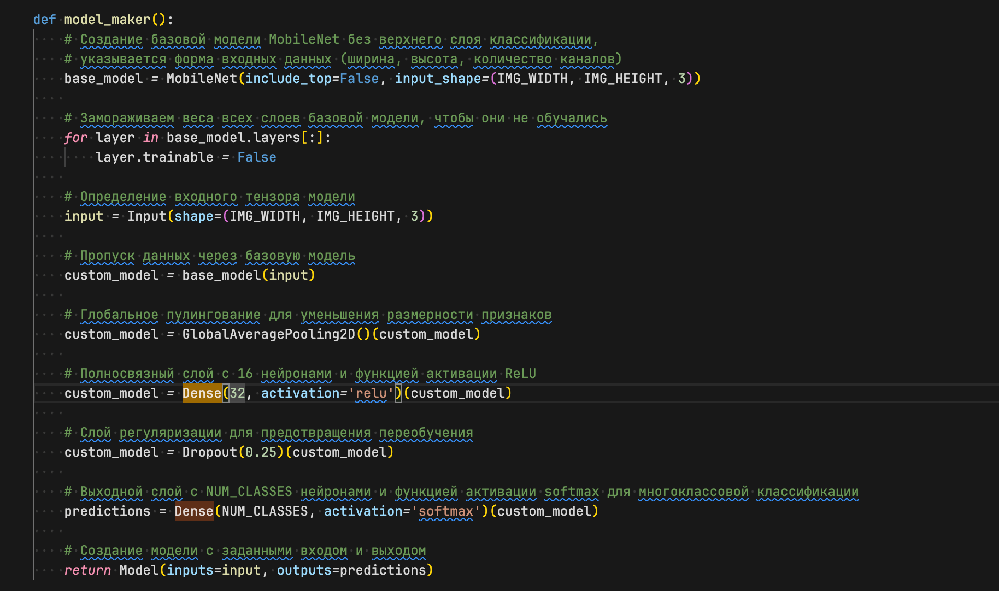 def model_maker():
# Создание базовой модели MobileNet без верхнего слоя классификации,
# указывается форма входных данных (ширина, высота, количество каналов)
base_model = MobileNet(include_top=False, input_shape=(IMG_WIDTH, IMG_HEIGHT, 3))
# Замораживаем веса всех слоев базовой модели, чтобы они не обучались
for layer in base_model.layers[:]:
layer.trainable = False
# Определение входного тензора модели
input = Input(shape=(IMG_WIDTH, IMG_HEIGHT, 3))
# Пропуск данных через базовую модель
custom_model = base_model(input)
# Глобальное пулингование для уменьшения размерности признаков
custom_model = GlobalAveragePooling2D()(custom_model)
# Полносвязный слой с 16 нейронами и функцией активации ReLU
custom_model = Dense(32, activation='relu')(custom_model)
# Слой регуляризации для предотвращения переобучения
custom_model = Dropout(0.25)(custom_model)
# Выходной слой с NUM_CLASSES нейронами и функцией активации softmax для многоклассовой классификации
predictions = Dense(NUM_CLASSES, activation='softmax')(custom_model)
# Создание модели с заданными входом и выходом
return Model(inputs=input, outputs=predictions)